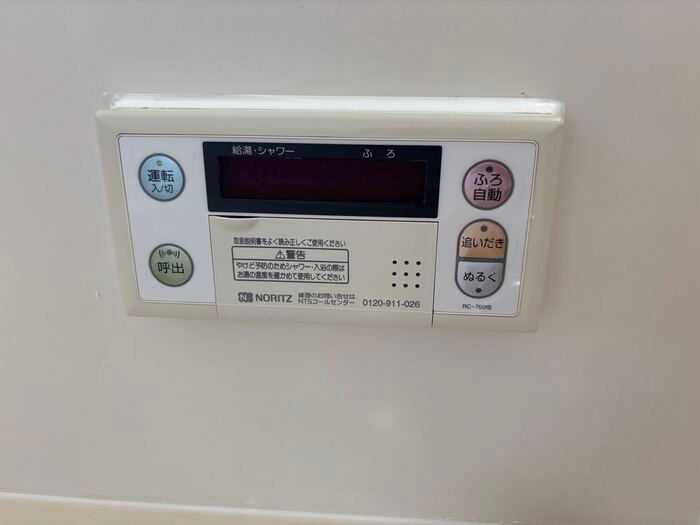 給湯・シャワー
ふろ
運転
入/切
呼出
ふろ
自動
追いだき
ぬるく
取扱説明書をよく読み正しくご使用ください
⚠警告
やけど予防のためシャワー・入浴の際は
お湯の温度を確かめて使用してください
NORITZ
修理のお問い合せは
NTSコールセンター
0120-911-026